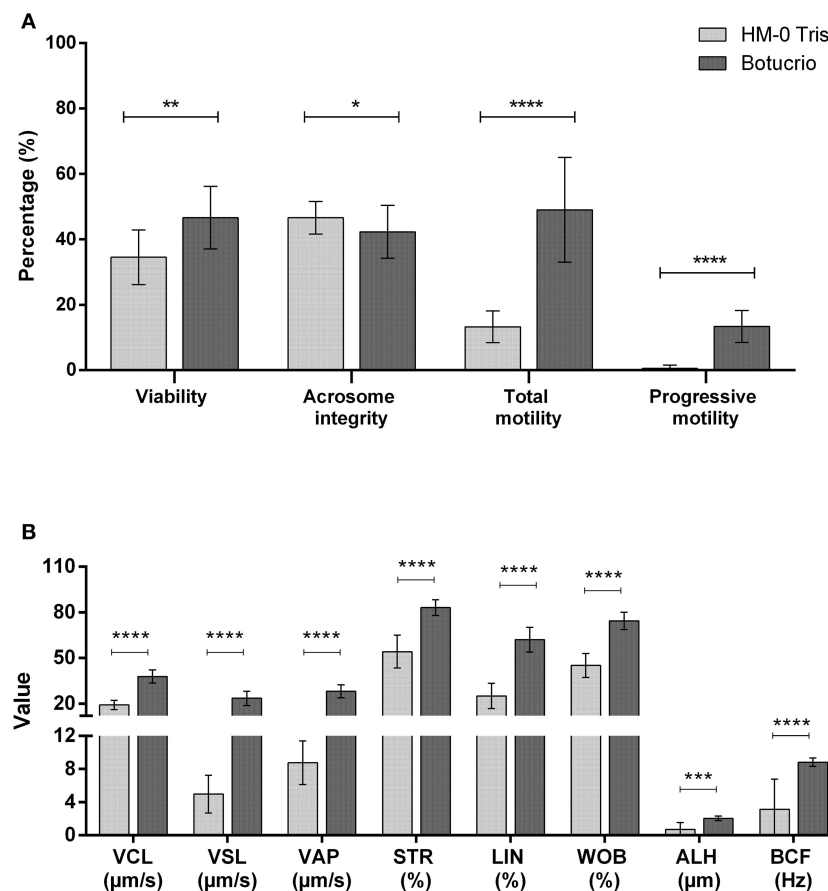 A
HM-0 Tris
Botucrio
Percentage (%)
100
80
60
40
20
0
** * **** ****
Viability Acrosome integrity Total motility Progressive motility
B
Value
110
80
50
20
12
8
4
0
**** **** **** **** **** **** *** ****
VCL VSL VAP STR LIN WOB ALH BCF
(μm/s) (μm/s) (μm/s) (%) (%) (%) (μm) (Hz)